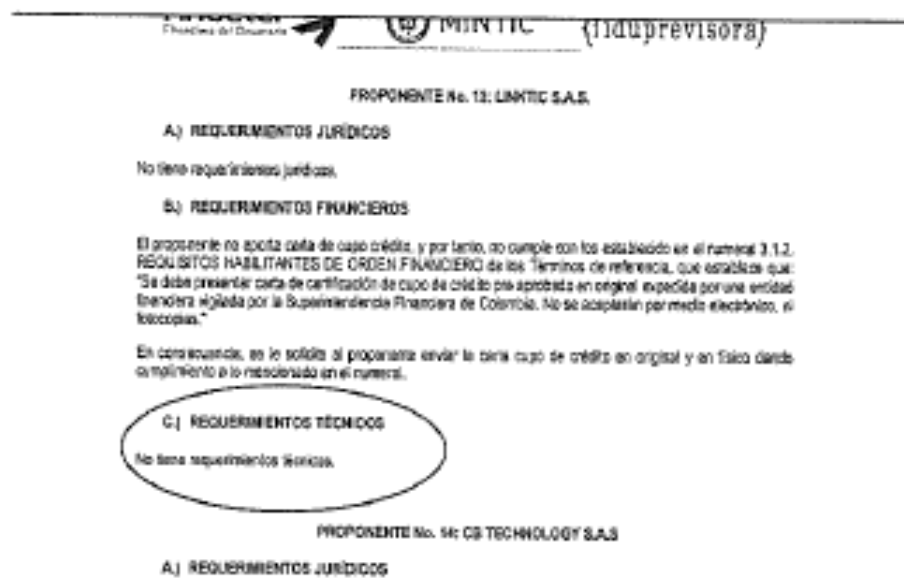 MINTIC {fiduprevisora}
PROPONENTE No. 13: LINKTIC S.A.S.
A.) REQUERIMIENTOS JURÍDICOS
No tiene requerimientos jurídicos.
B.) REQUERIMIENTOS FINANCIEROS
El proponente no aporta carta de cupo crédito, y por tanto, no cumple con los establecido en el numeral 3.1.2.
REQUISITOS HABILITANTES DE ORDEN FINANCIERO de los Términos de referencia, que establece que:
"Se debe presentar carta de certificación de cupo de crédito pre aprobado en original expedida por una entidad
financiera vigilada por la Superintendencia Financiera de Colombia. No se aceptarán por medio electrónico, ni
fotocopias."
En consecuencia, se le solicita al proponente enviar la carta cupo de crédito en original y en físico dando
cumplimiento a lo mencionado en el numeral.
C.) REQUERIMIENTOS TÉCNICOS
No tiene requerimientos técnicos.
PROPONENTE No. 14: CB TECHNOLOGY S.A.S
A.) REQUERIMIENTOS JURÍDICOS